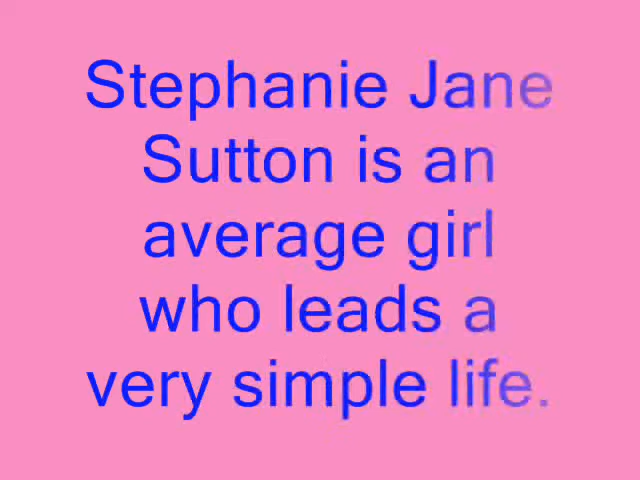 Stephanie Jane
Sutton is an
average girl
who leads a
very simple life.